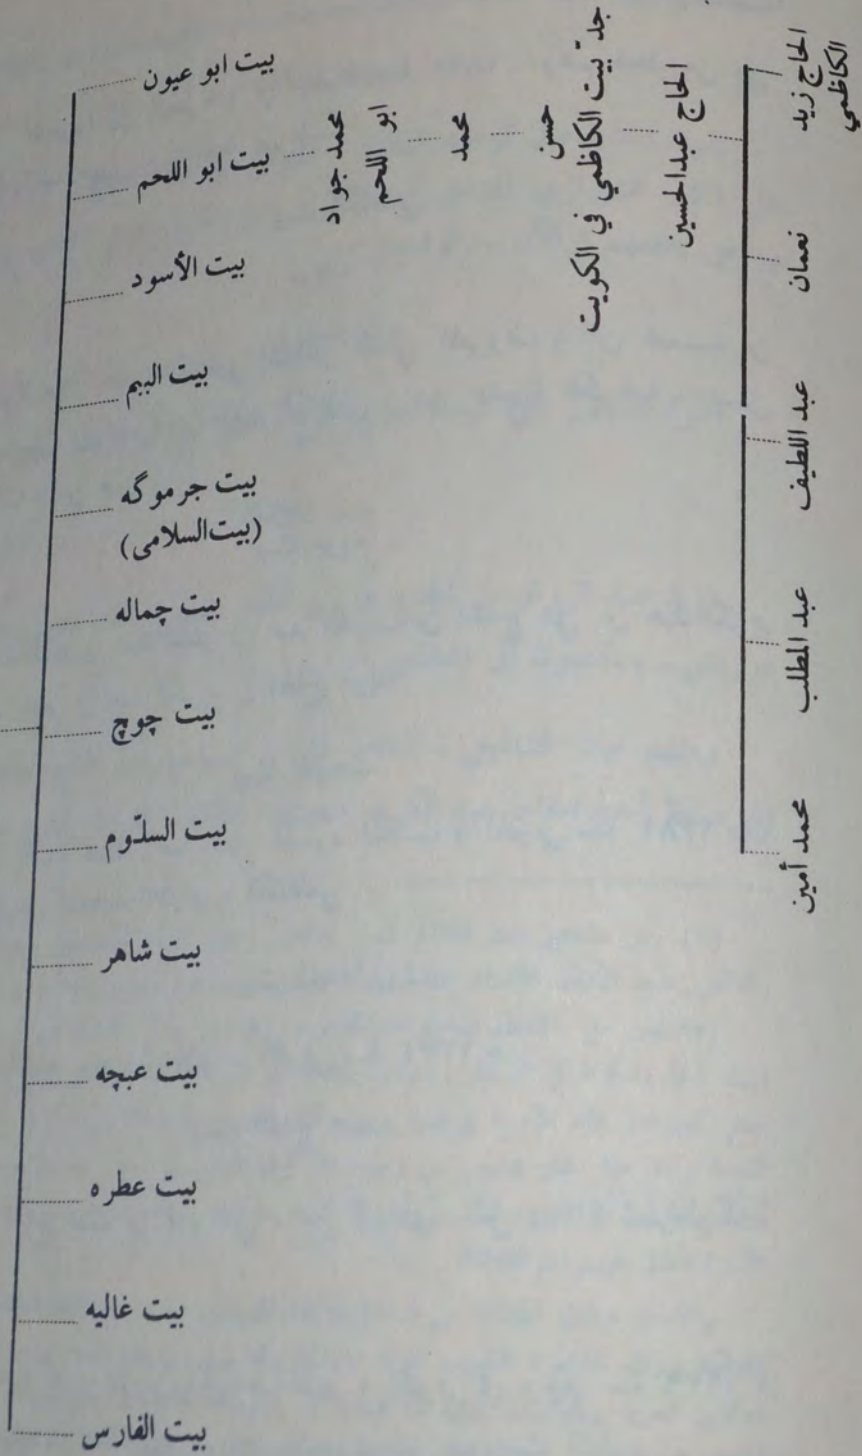 بيت ابو عيون
بيت ابو اللحم
محمد جواد
ابو اللحم
محمد
حسن
جدّ بيت الكاظمي في الكويت
الحاج عبدالحسين
الحاج زيد
الكاظمي
نعمان
عبد اللطيف
عبد المطلب
محمد أمين
بيت الأسود
بيت الببم
بيت جرموگه
(بيت السلامي)
بيت چماله
بيت چوچ
بيت السلّوم
بيت شاهر
بيت عبچه
بيت عطره
بيت غاليه
بيت الفارس